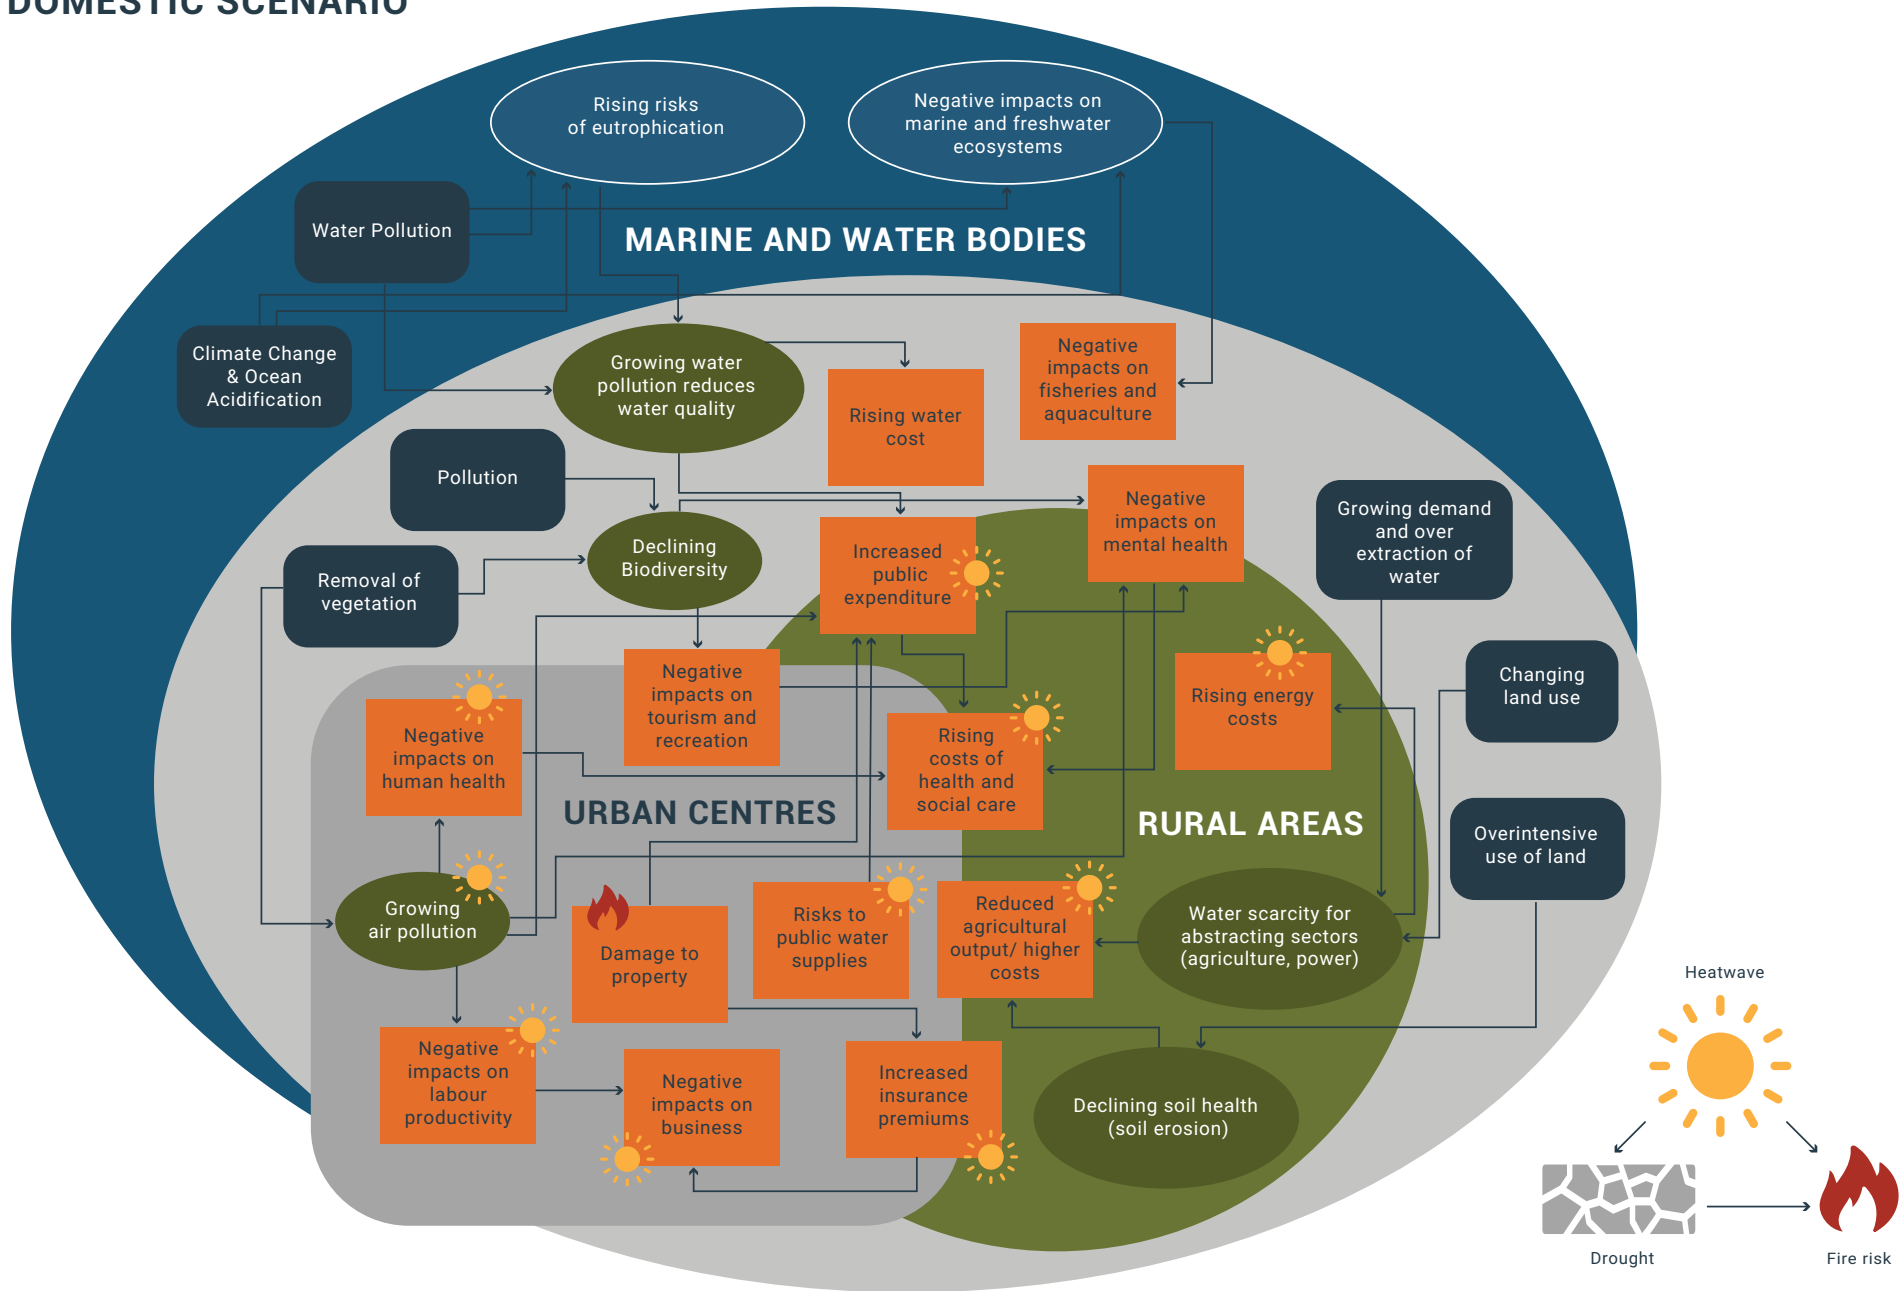 DOMESTIC SCENARIO
Rising risks
of eutrophication
Negative impacts on
marine and freshwater
ecosystems
Water Pollution
MARINE AND WATER BODIES
Climate Change
& Ocean
Acidification
Growing water
pollution reduces
water quality
Rising water
cost
Negative
impacts on
fisheries and
aquaculture
Pollution
Negative
impacts on
mental health
Growing demand
and over
extraction of
water
Declining
Biodiversity
Increased
public
expenditure
Removal of
vegetation
Negative
impacts on
tourism and
recreation
Rising energy
costs
Changing
land use
Negative
impacts on
human health
Rising
costs of
health and
social care
URBAN CENTRES
RURAL AREAS
Overintensive
use of land
Growing
air pollution
Damage to
property
Risks to
public water
supplies
Reduced
agricultural
output/ higher
costs
Water scarcity for
abstracting sectors
(agriculture, power)
Negative
impacts on
labour
productivity
Negative
impacts on
business
Increased
insurance
premiums
Declining soil health
(soil erosion)
Heatwave
Drought
Fire risk